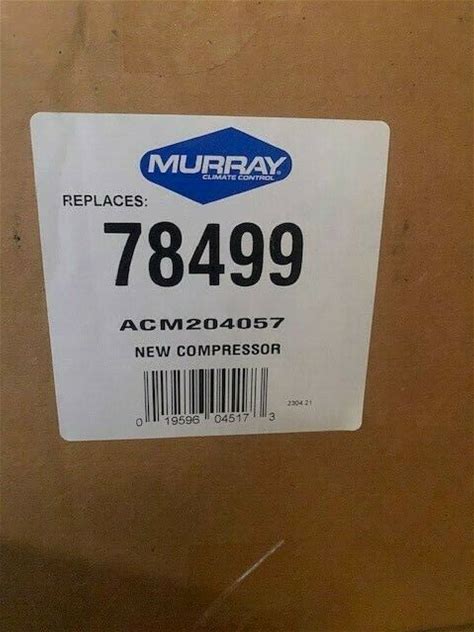 MURRAY
CLIMATE CONTROL
REPLACES:
78499
ACM204057
NEW COMPRESSOR
2304.21
0 19596 04517 3